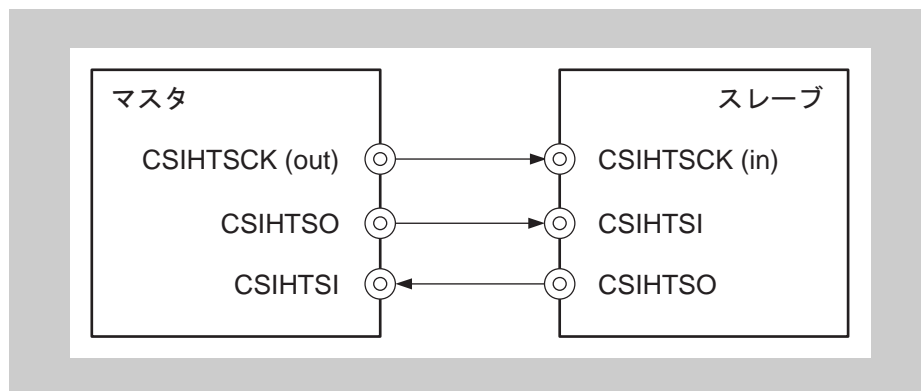 マスタ
スレーブ
CSIHTSCK (out)
CSIHTSCK (in)
CSIHTSO
CSIHTSI
CSIHTSI
CSIHTSO